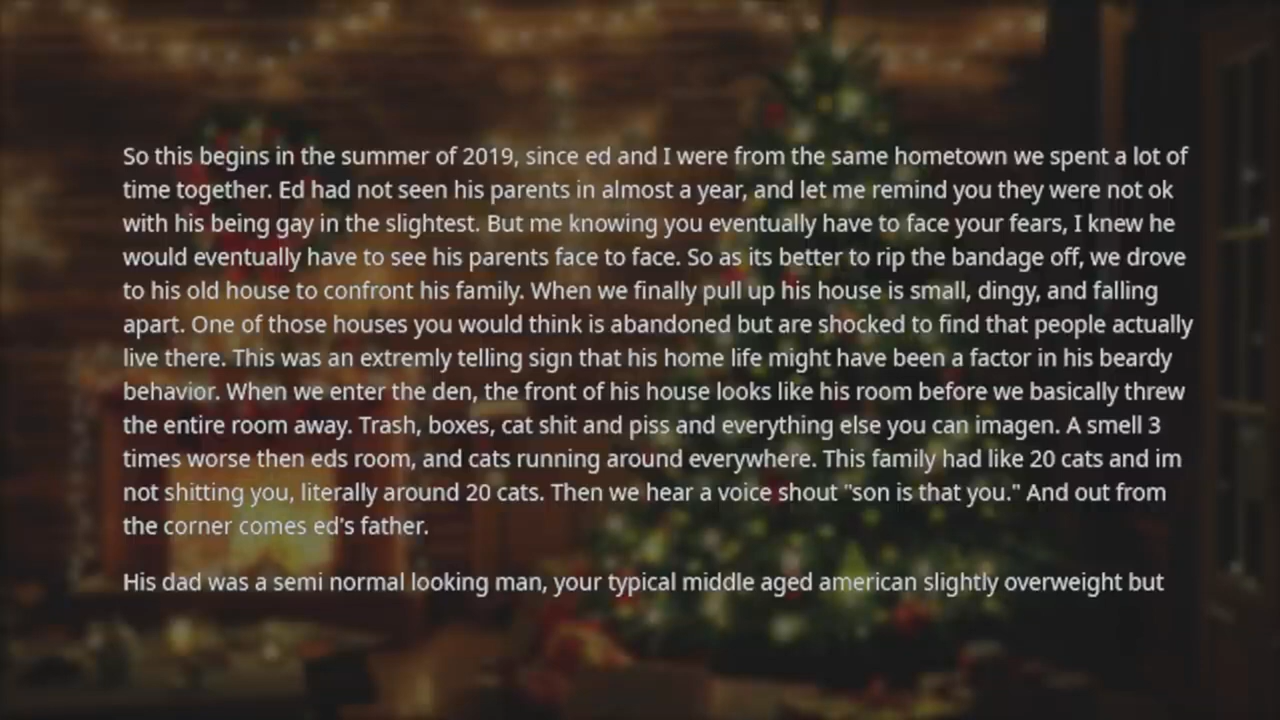 So this begins in the summer of 2019, since ed and I were from the same hometown we spent a lot of
time together. Ed had not seen his parents in almost a year, and let me remind you they were not ok
with his being gay in the slightest. But me knowing you eventually have to face your fears, I knew he
would eventually have to see his parents face to face. So as its better to rip the bandage off, we drove
to his old house to confront his family. When we finally pull up his house is small, dingy, and falling
apart. One of those houses you would think is abandoned but are shocked to find that people actually
live there. This was an extremly telling sign that his home life might have been a factor in his beardy
behavior. When we enter the den, the front of his house looks like his room before we basically threw
the entire room away. Trash, boxes, cat shit and piss and everything else you can imagen. A smell 3
times worse then eds room, and cats running around everywhere. This family had like 20 cats and im
not shitting you, literally around 20 cats. Then we hear a voice shout "son is that you." And out from
the corner comes ed's father.
His dad was a semi normal looking man, your typical middle aged american slightly overweight but